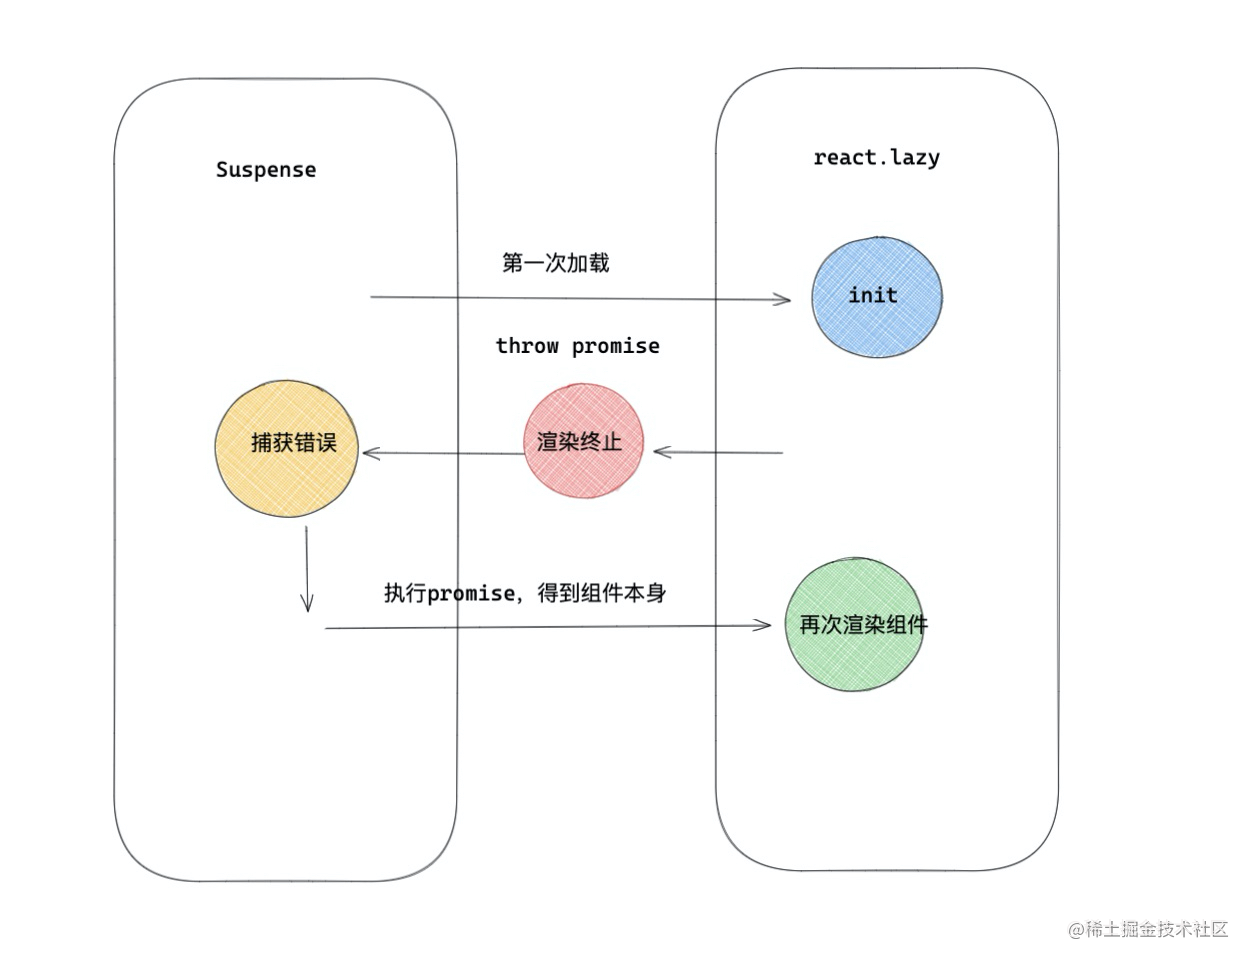 Suspense
react.lazy
第一次加载
init
throw promise
捕获错误
渲染终止
执行promise，得到组件本身
再次渲染组件
@稀土掘金技术社区